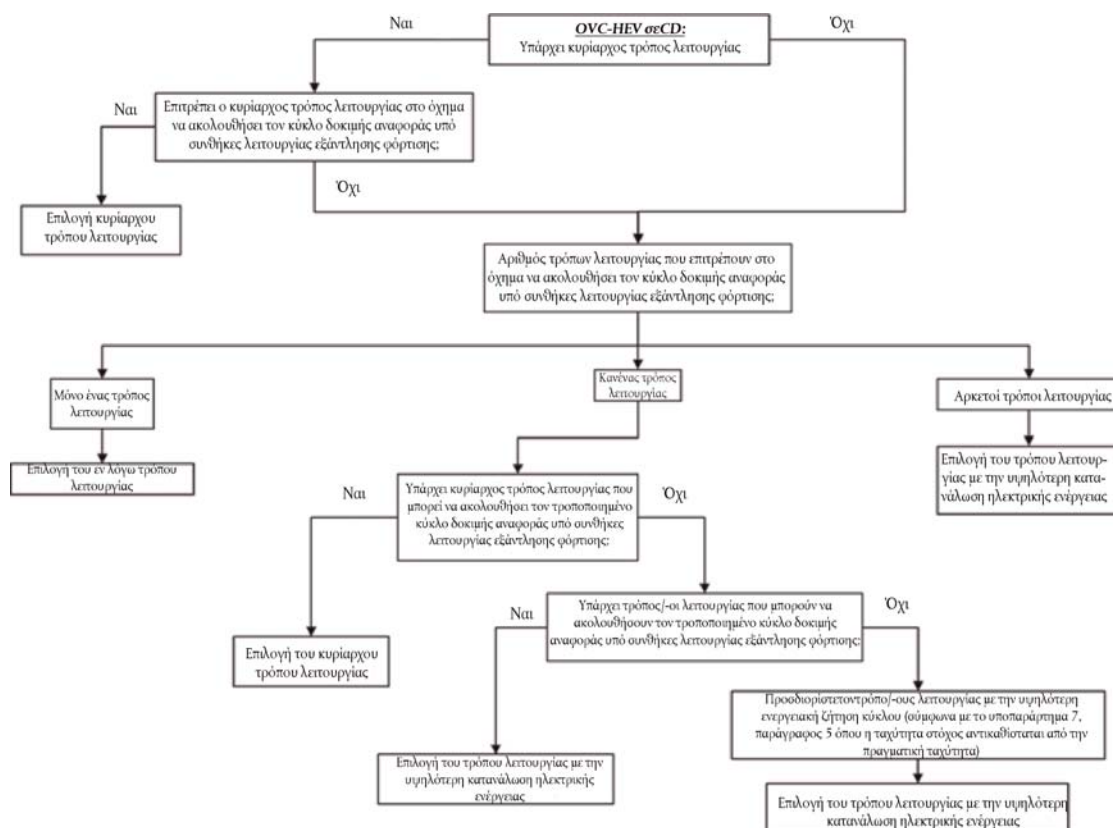 Ναι
OVC-HEV σεCD:
Υπάρχει κυρίαρχος τρόπος λειτουργίας
Όχι
Ναι
Επιτρέπει ο κυρίαρχος τρόπος λειτουργίας στο όχημα
να ακολουθήσει τον κύκλο δοκιμής αναφοράς υπό
συνθήκες λειτουργίας εξάντλησης φόρτισης;
Όχι
Επιλογή κυρίαρχου
τρόπου λειτουργίας
Αριθμός τρόπων λειτουργίας που επιτρέπουν στο
όχημα να ακολουθήσει τον κύκλο δοκιμής αναφοράς
υπό συνθήκες λειτουργίας εξάντλησης φόρτισης;
Μόνο ένας τρόπος
λειτουργίας
Κανένας τρόπος
λειτουργίας
Αρκετοί τρόποι λειτουργίας
Επιλογή του εν λόγω τρόπου
λειτουργίας
Επιλογή του τρόπου λειτουρ-
γίας με την υψηλότερη κατα-
νάλωση ηλεκτρικής ενέργειας
Ναι
Υπάρχει κυρίαρχος τρόπος λειτουργίας που
μπορεί να ακολουθήσει τον τροποποιημένο
κύκλο δοκιμής αναφοράς υπό συνθήκες
λειτουργίας εξάντλησης φόρτισης;
Όχι
Επιλογή του κυρίαρχου
τρόπου λειτουργίας
Ναι
Υπάρχει τρόπος/-οι λειτουργίας που μπορούν να
ακολουθήσουν τον τροποποιημένο κύκλο δοκιμής
αναφοράς υπό συνθήκες λειτουργίας εξάντλησης φόρτισης;
Όχι
Επιλογή του τρόπου λειτουργίας με την
υψηλότερη κατανάλωση ηλεκτρικής
ενέργειας
Προσδιορίστετοντρόπο/-ους λειτουργίας με την υψηλότερη
ενεργειακή ζήτηση κύκλου (σύμφωνα με το υποπαράρτημα 7,
παράγραφος 5 όπου η ταχύτητα στόχος αντικαθίσταται από την
πραγματική ταχύτητα)
Επιλογή του τρόπου λειτουργίας με την υψηλότερη
κατανάλωση ηλεκτρικής ενέργειας